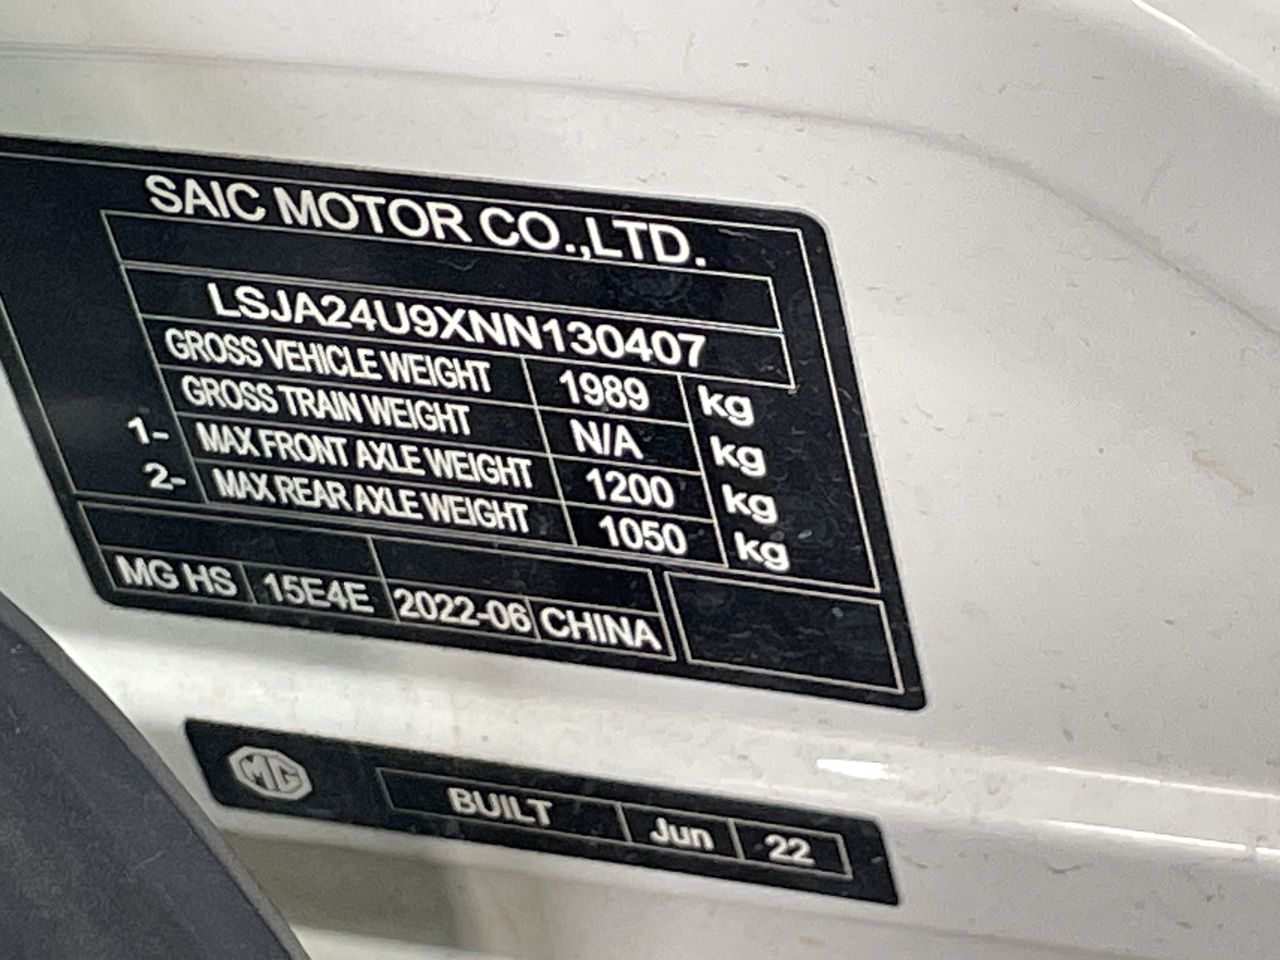 SAIC MOTOR CO.,LTD.
LSJA24U9XNN130407
GROSS VEHICLE WEIGHT 1989 kg
GROSS TRAIN WEIGHT N/A kg
1- MAX FRONT AXLE WEIGHT 1200 kg
2- MAX REAR AXLE WEIGHT 1050 kg
MG HS 15E4E 2022-06 CHINA
MG BUILT Jun 22